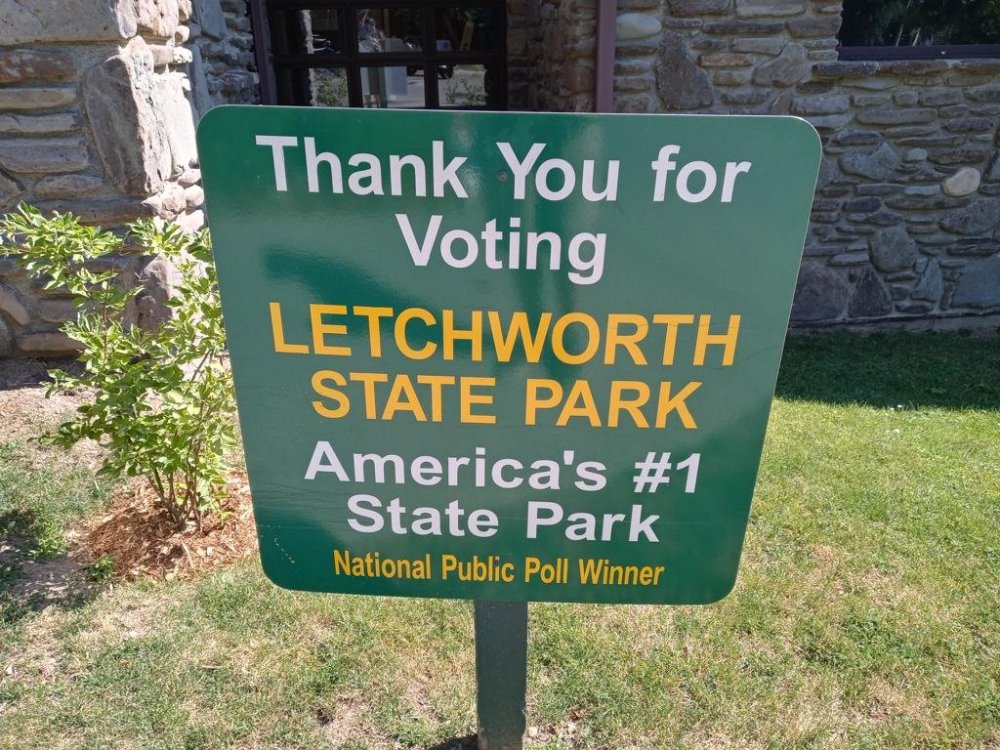 Thank You for
Voting
LETCHWORTH
STATE PARK
America's #1
State Park
National Public Poll Winner